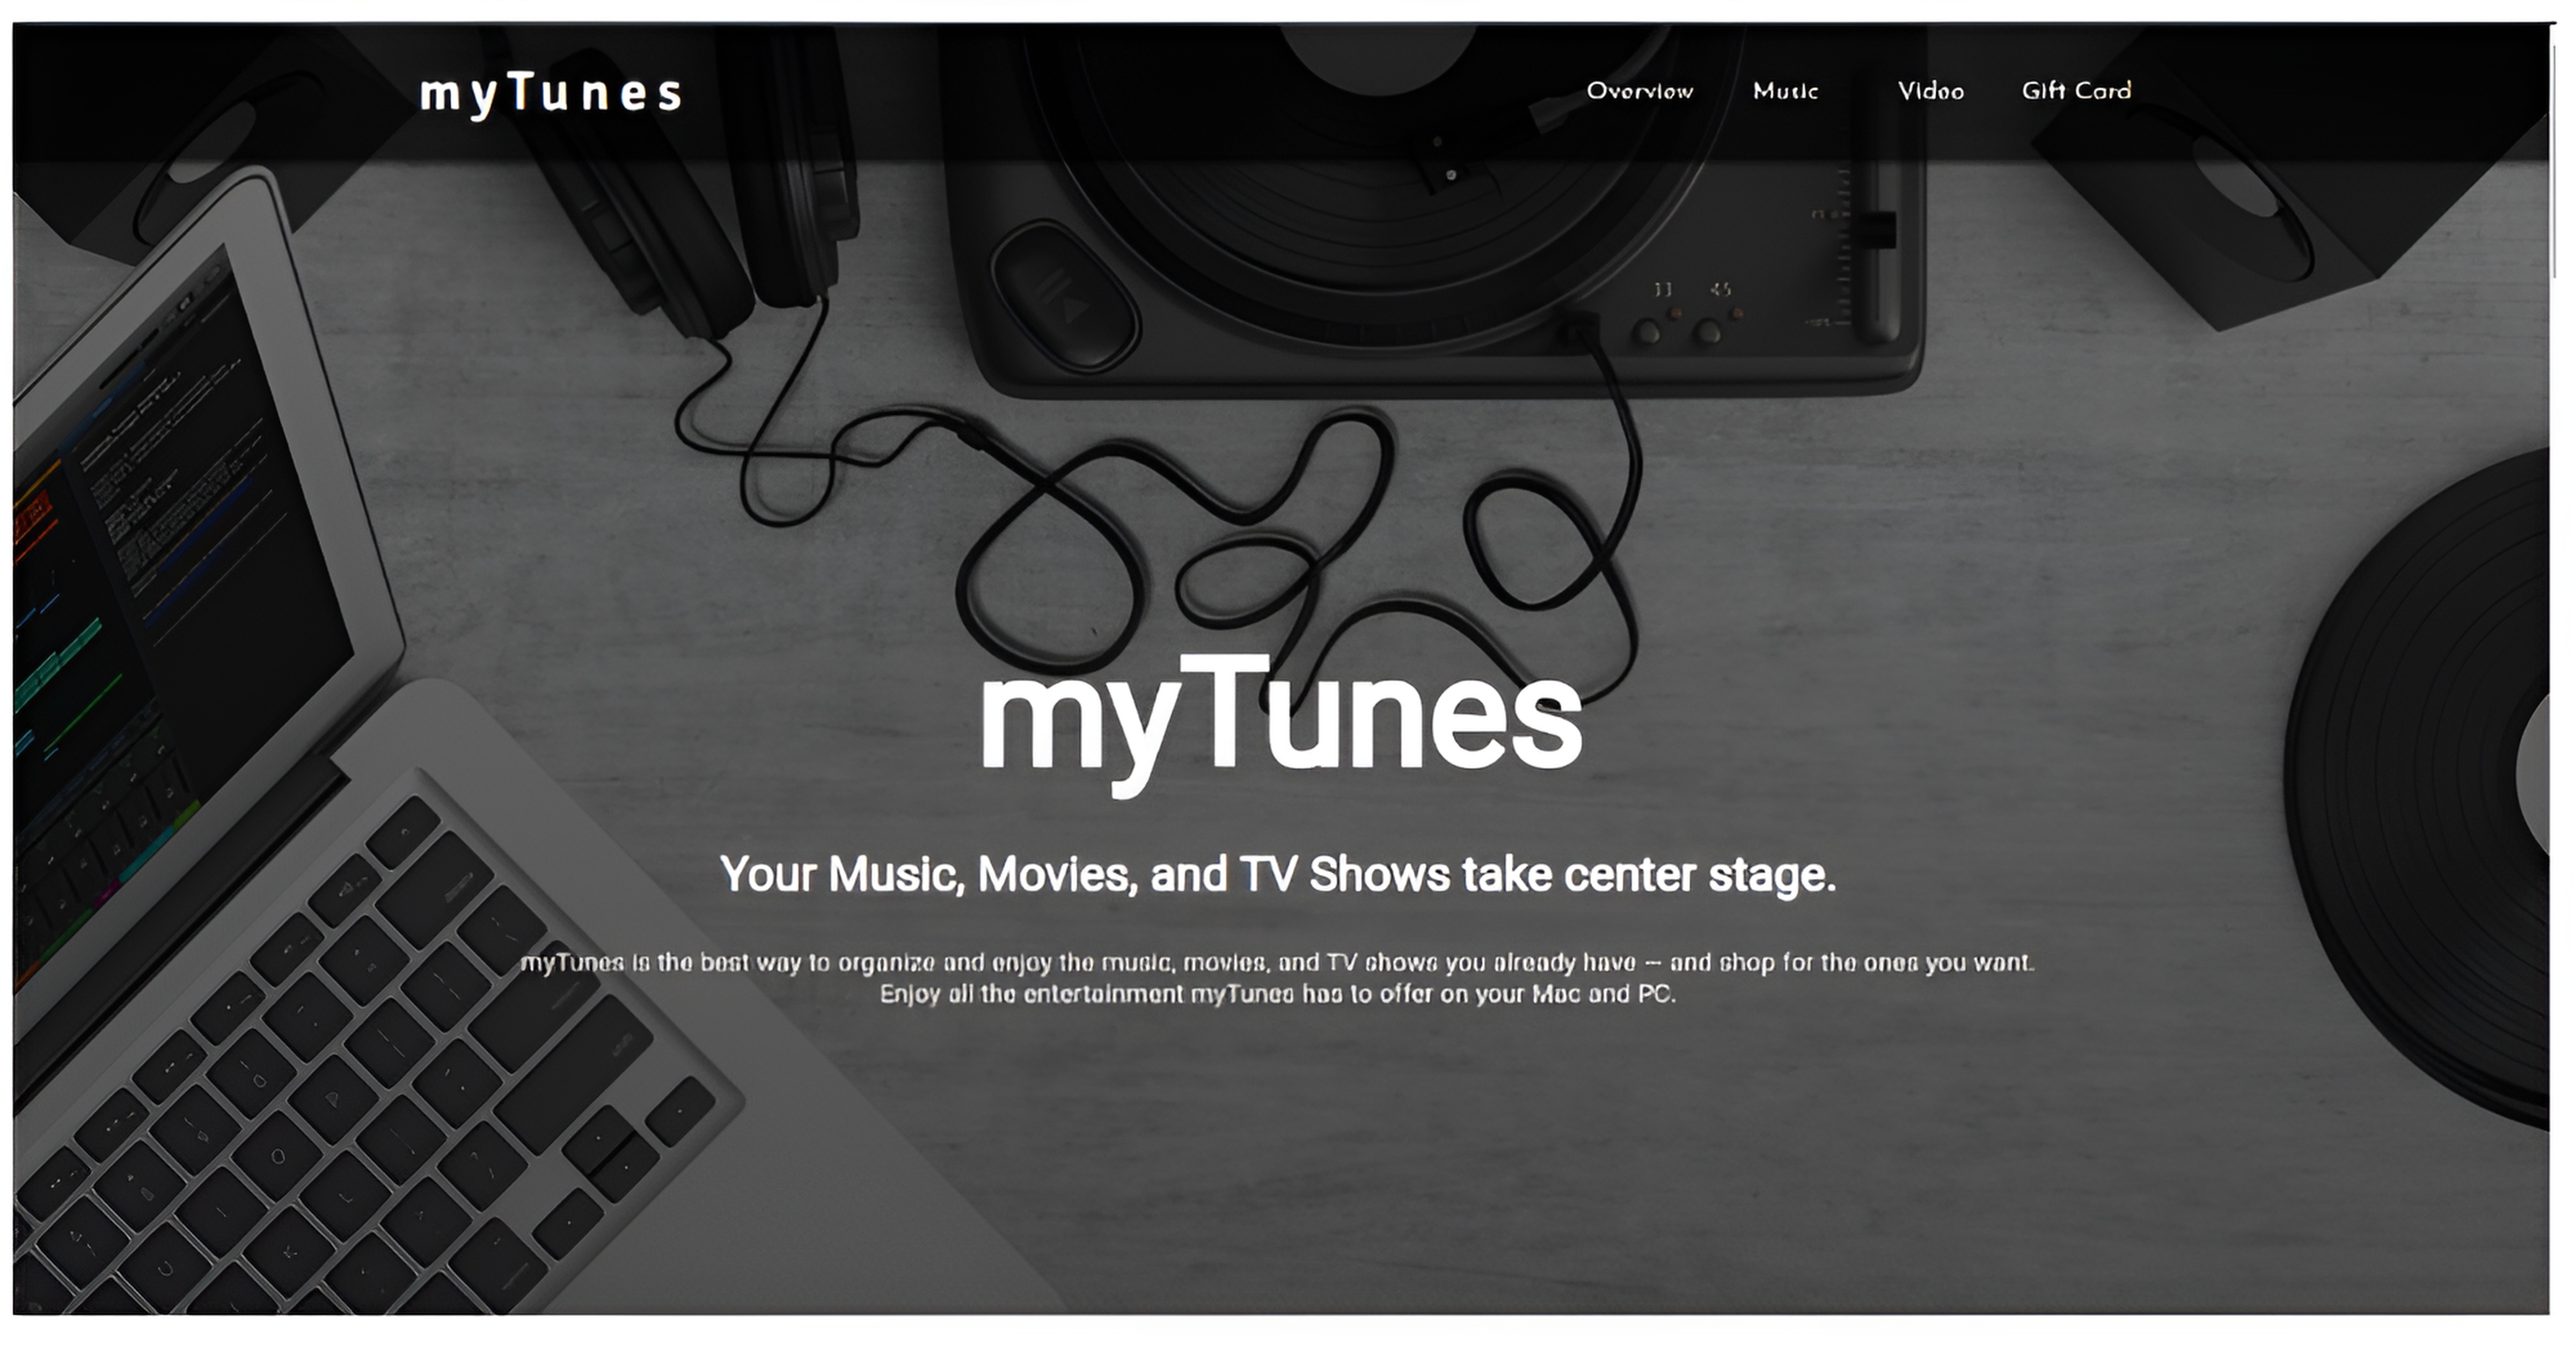 myTunes
Overview Music Video Gift Card
33 45
myTunes
Your Music, Movies, and TV Shows take center stage.
myTunes is the best way to organize and enjoy the music, movies, and TV shows you already have – and shop for the ones you want.
Enjoy all the entertainment myTunes has to offer on your Mac and PC.